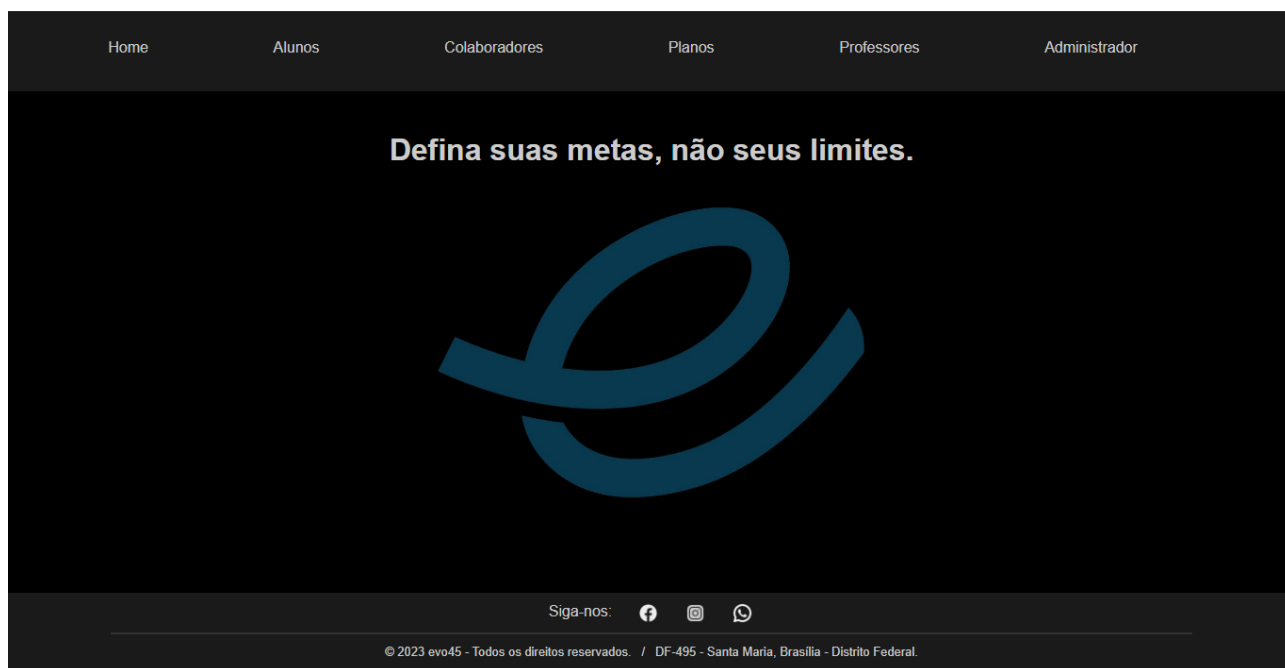 Home Alunos Colaboradores Planos Professores Administrador
Defina suas metas, não seus limites.
Siga-nos:
© 2023 evo45 - Todos os direitos reservados. / DF-495 - Santa Maria, Brasília - Distrito Federal.